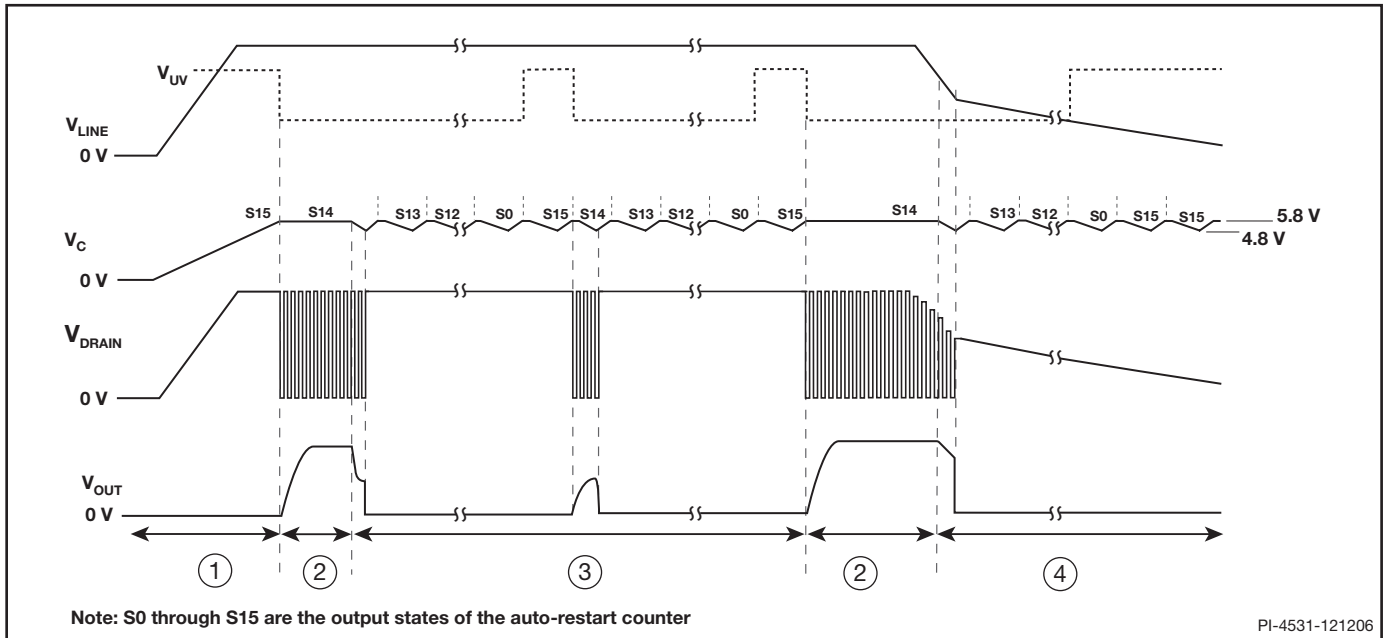 V_UV
V_LINE
0 V
S15 S14 S13 S12 S0 S15 S14 S13 S12 S0 S15 S14 S13 S12 S0 S15 S15
5.8 V
4.8 V
V_C
0 V
V_DRAIN
0 V
V_OUT
0 V
1 2 3 2 4
Note: S0 through S15 are the output states of the auto-restart counter
PI-4531-121206